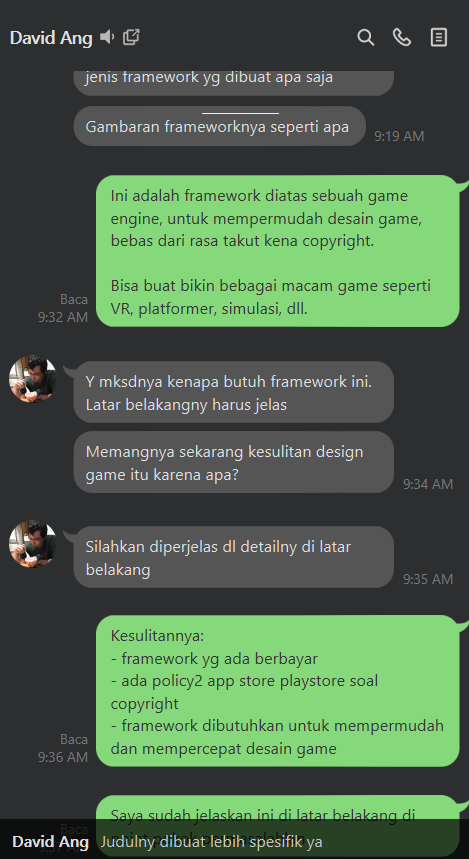 David Ang
jenis framework yg dibuat apa saja
Gambaran frameworknya seperti apa
9:19 AM
Ini adalah framework diatas sebuah game
engine, untuk mempermudah desain game,
bebas dari rasa takut kena copyright.
Bisa buat bikin bebagai macam game seperti
VR, platformer, simulasi, dll.
Baca
9:32 AM
Y mksdnya kenapa butuh framework ini.
Latar belakangny harus jelas
Memangnya sekarang kesulitan design
game itu karena apa?
9:34 AM
Silahkan diperjelas dl detailny di latar
belakang
9:35 AM
Kesulitannya:
- framework yg ada berbayar
- ada policy2 app store playstore soal
copyright
- framework dibutuhkan untuk mempermudah
dan mempercepat desain game
Baca
9:36 AM
Saya sudah jelaskan ini di latar belakang di
David Ang Judulny dibuat lebih spesifik ya